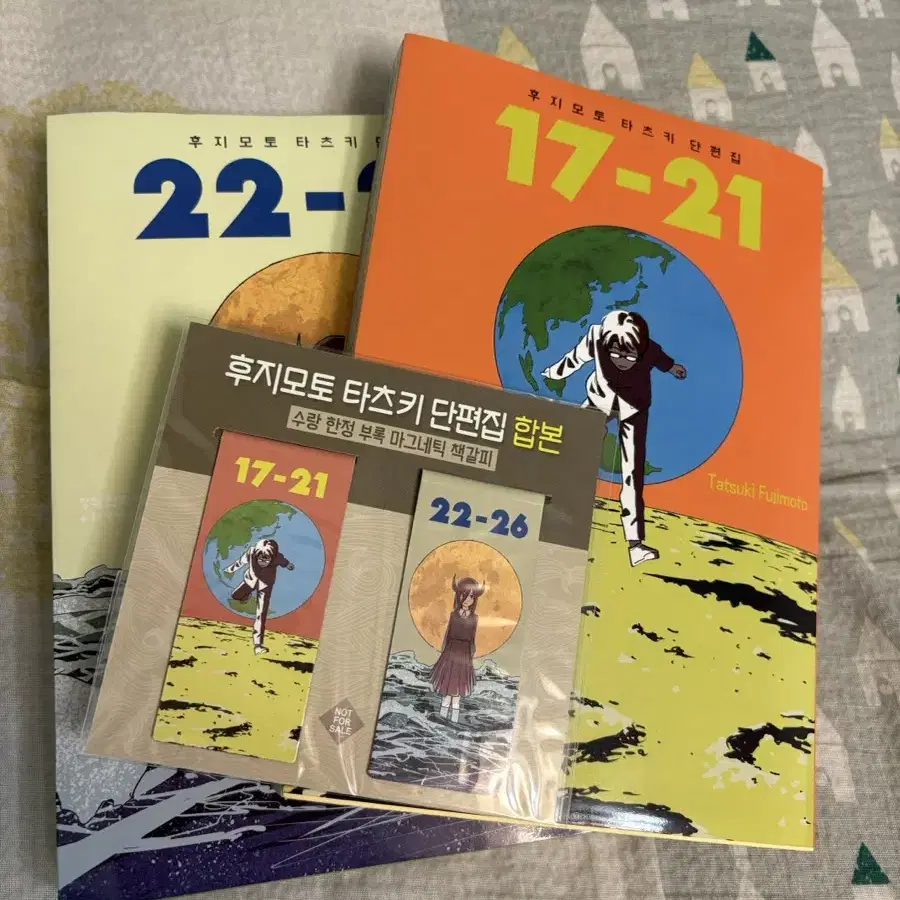 후지모토 타츠키
22-
후지모토 타츠키 단편집
17-21
Tatsuki Fujimoto
후지모토 타츠키 단편집 합본
수량 한정 부록 마그네틱 책갈피
17-21
22-26
NOT
FOR
SALE